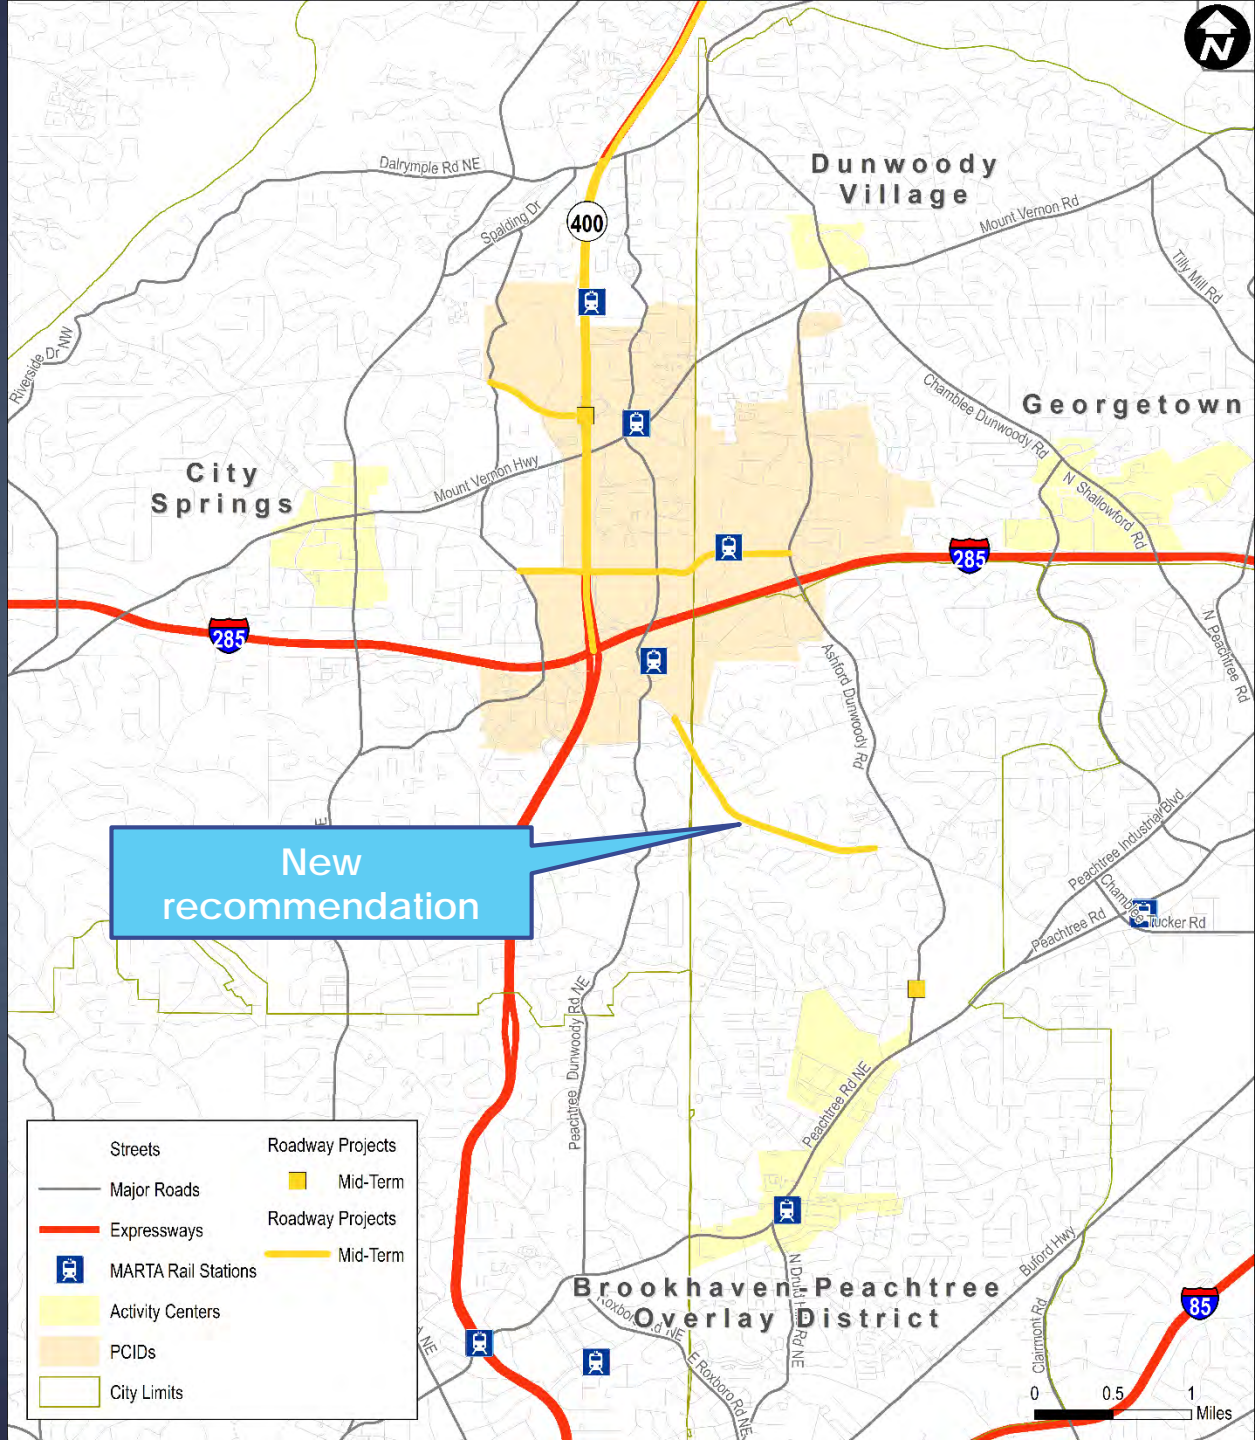 N
Dalrymple Rd NE
Dunwoody
Village
Spalding Dr
400
Mount Vernon Rd
Tilly Mill Rd
Riverside Dr NW
Chamblee Dunwoody Rd
Georgetown
City
Springs
Mount Vernon Hwy
N Shallowford Rd
285
285
N Peachtree Rd
Ashford Dunwoody Rd
Peachtree Industrial Blvd
E
New
recommendation
Chamblee Tucker Rd
Peachtree Rd
Peachtree Dunwoody Rd NE
Peachtree Rd NE
Buford Hwy
Brookhaven-Peachtree
Overlay District
N Druid Hills Rd NE
Roxboro Rd NE
E Roxboro Rd NE
Clairmont Rd
85
NE
Streets
Major Roads
Expressways
MARTA Rail Stations
Activity Centers
PCIDs
City Limits
Roadway Projects
Mid-Term
Roadway Projects
Mid-Term
0 0.5 1
Miles